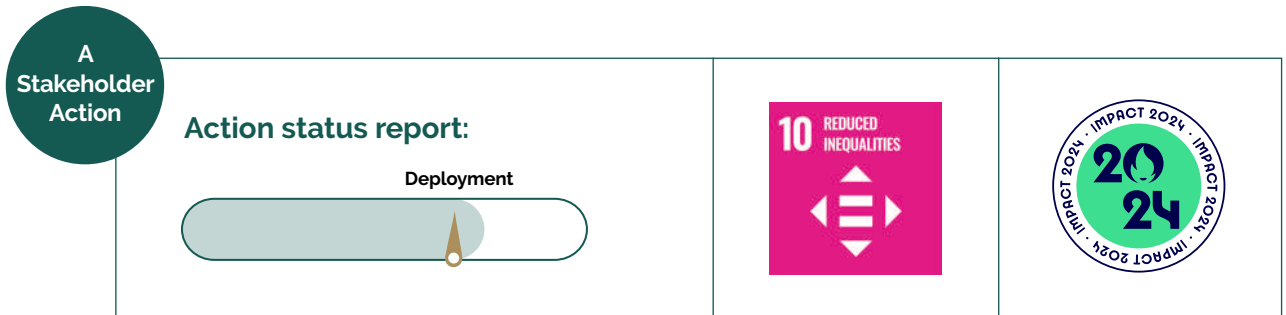 A
Stakeholder
Action
Action status report:
Deployment
10 REDUCED
INEQUALITIES
IMPACT 2024 · IMPACT 2024 · IMPACT 2024 · IMPACT 2024 ·
20
24